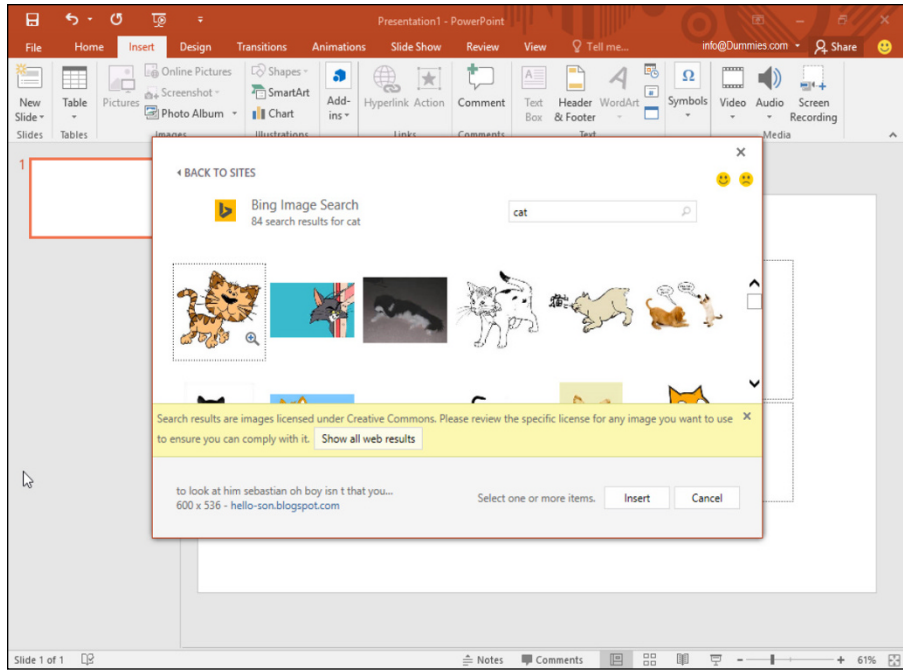 Presentation1 - PowerPoint
File Home Insert Design Transitions Animations Slide Show Review View Tell me... info@Dummies.com Share
New Slide
Table
Pictures
Online Pictures
Screenshot
Photo Album
Shapes
SmartArt
Chart
Add-ins
Hyperlink Action
Comment
Text Box
Header & Footer
WordArt
Symbols
Video Audio Screen Recording
Slides Tables Images Illustrations Links Comments Text Media
1
BACK TO SITES
Bing Image Search
84 search results for cat
cat
猫
Search results are images licensed under Creative Commons. Please review the specific license for any image you want to use
to ensure you can comply with it. Show all web results
to look at him sebastian oh boy isn t that you...
600 x 536 - hello-son.blogspot.com
Select one or more items. Insert Cancel
Slide 1 of 1 Notes Comments 61%